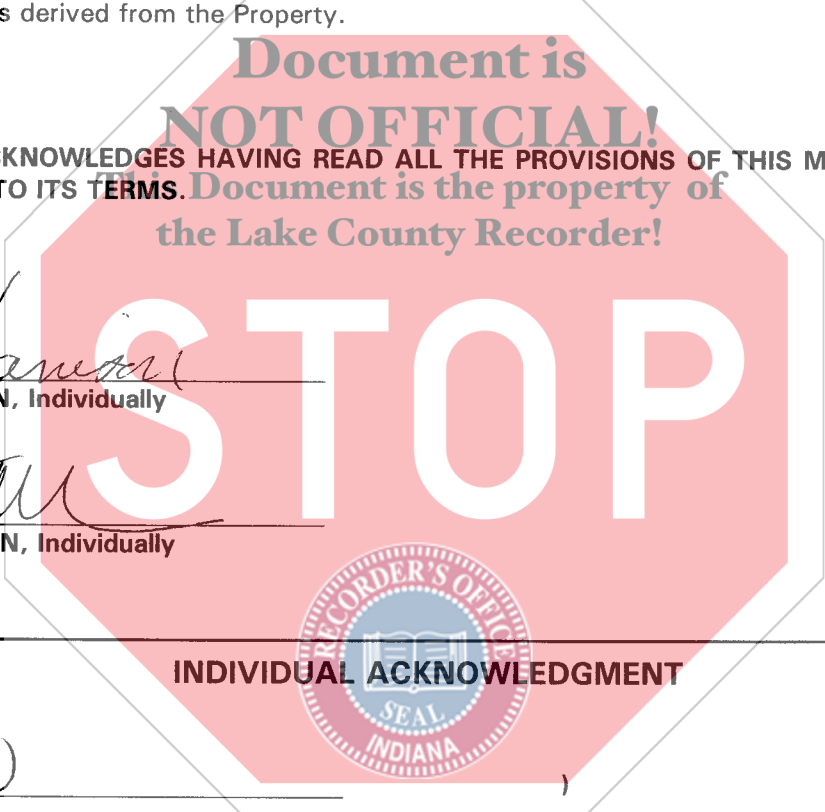 s derived from the Property.
Document is
NOT OFFICIAL!
CKNOWLEDGES HAVING READ ALL THE PROVISIONS OF THIS M
TO ITS TERMS.
This Document is the property of
the Lake County Recorder!
STOP
N, Individually
N, Individually
RECORDER'S OFFICE
SEAL
INDIANA
INDIVIDUAL ACKNOWLEDGMENT
)
)